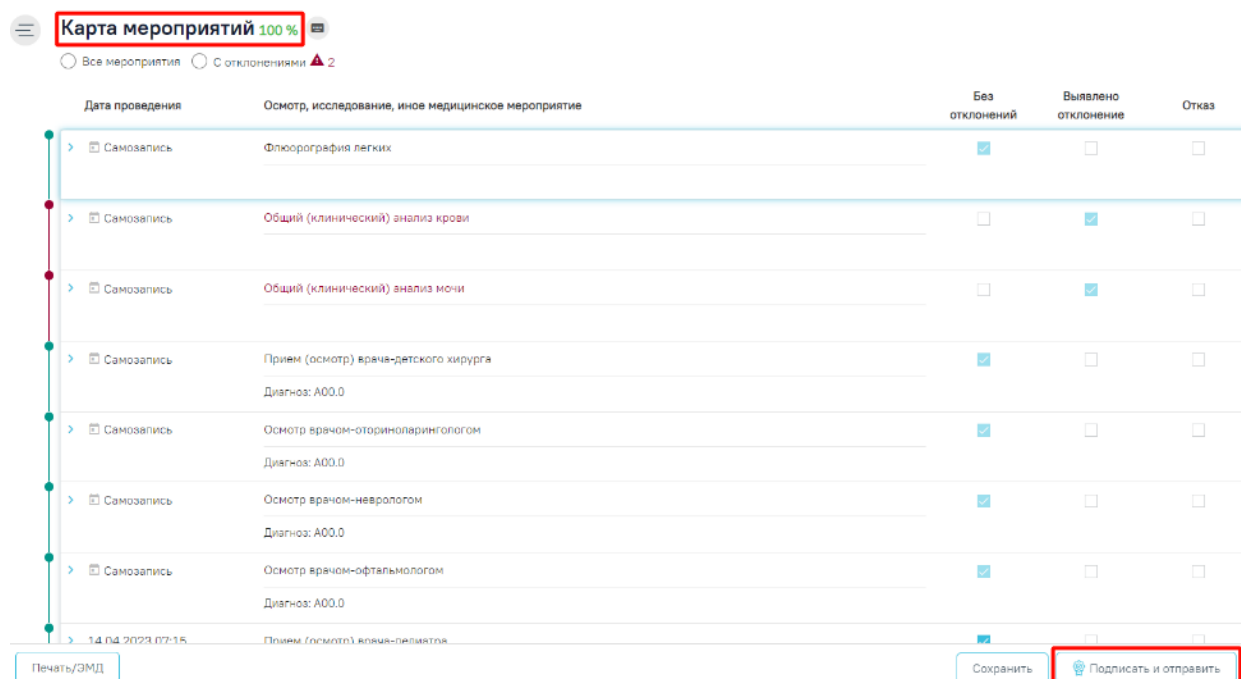 Карта мероприятий 100 %
Все мероприятия С отклонениями 2
Дата проведения Осмотр, исследование, иное медицинское мероприятие Без отклонений Выявлено отклонение Отказ
Самозапись Флюорография легких
Самозапись Общий (клинический) анализ крови
Самозапись Общий (клинический) анализ мочи
Самозапись Прием (осмотр) врача-детского хирурга
Диагноз: A00.0
Самозапись Осмотр врачом-оториноларингологом
Диагноз: A00.0
Самозапись Осмотр врачом-неврологом
Диагноз: A00.0
Самозапись Осмотр врачом-офтальмологом
Диагноз: A00.0
14.04.2023 07:15 Прием (осмотр) врача-педиатра
Печать/ЭМД Сохранить Подписать и отправить